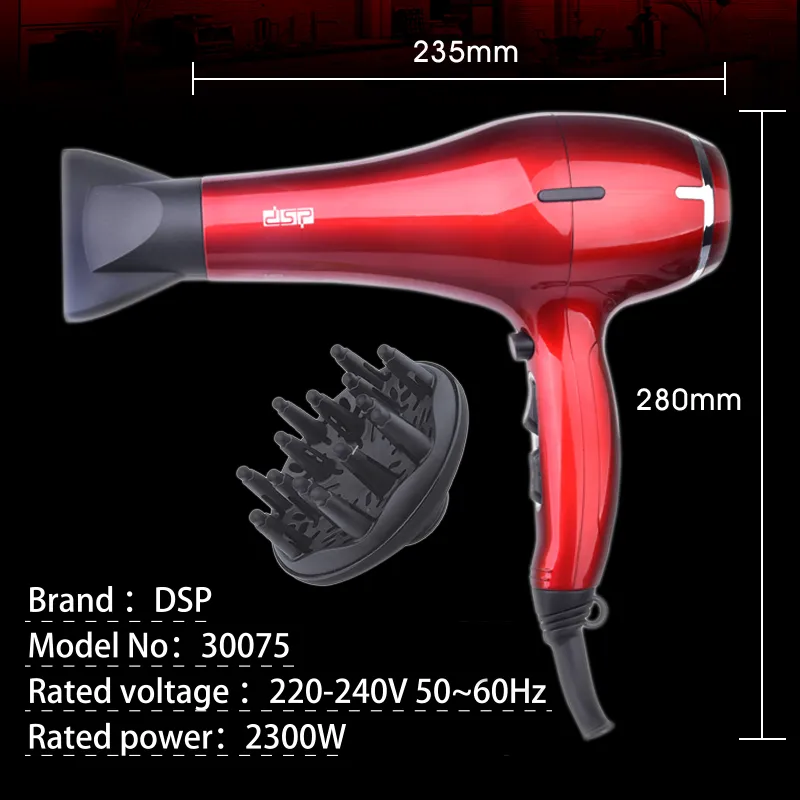 235mm
dsp
280mm
Brand： DSP
Model No： 30075
Rated voltage： 220-240V 50~60Hz
Rated power： 2300W